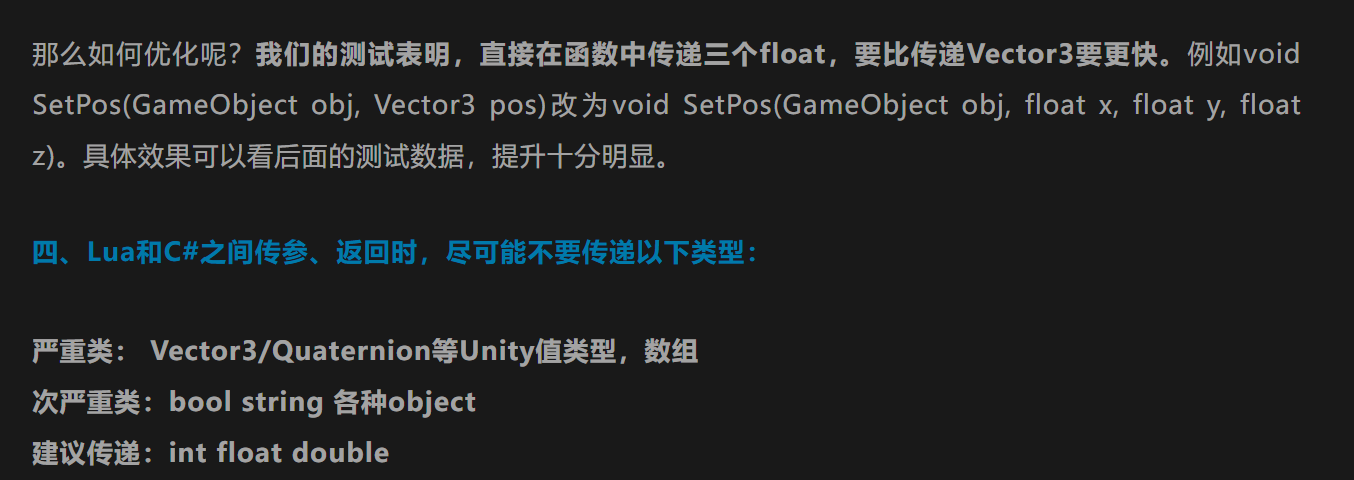 那么如何优化呢？我们的测试表明，直接在函数中传递三个float，要比传递Vector3要更快。例如void
SetPos(GameObject obj, Vector3 pos)改为void SetPos(GameObject obj, float x, float y, float
z)。具体效果可以看后面的测试数据，提升十分明显。
四、Lua和C#之间传参、返回时，尽可能不要传递以下类型：
严重类： Vector3/Quaternion等Unity值类型，数组
次严重类：bool string 各种object
建议传递：int float double